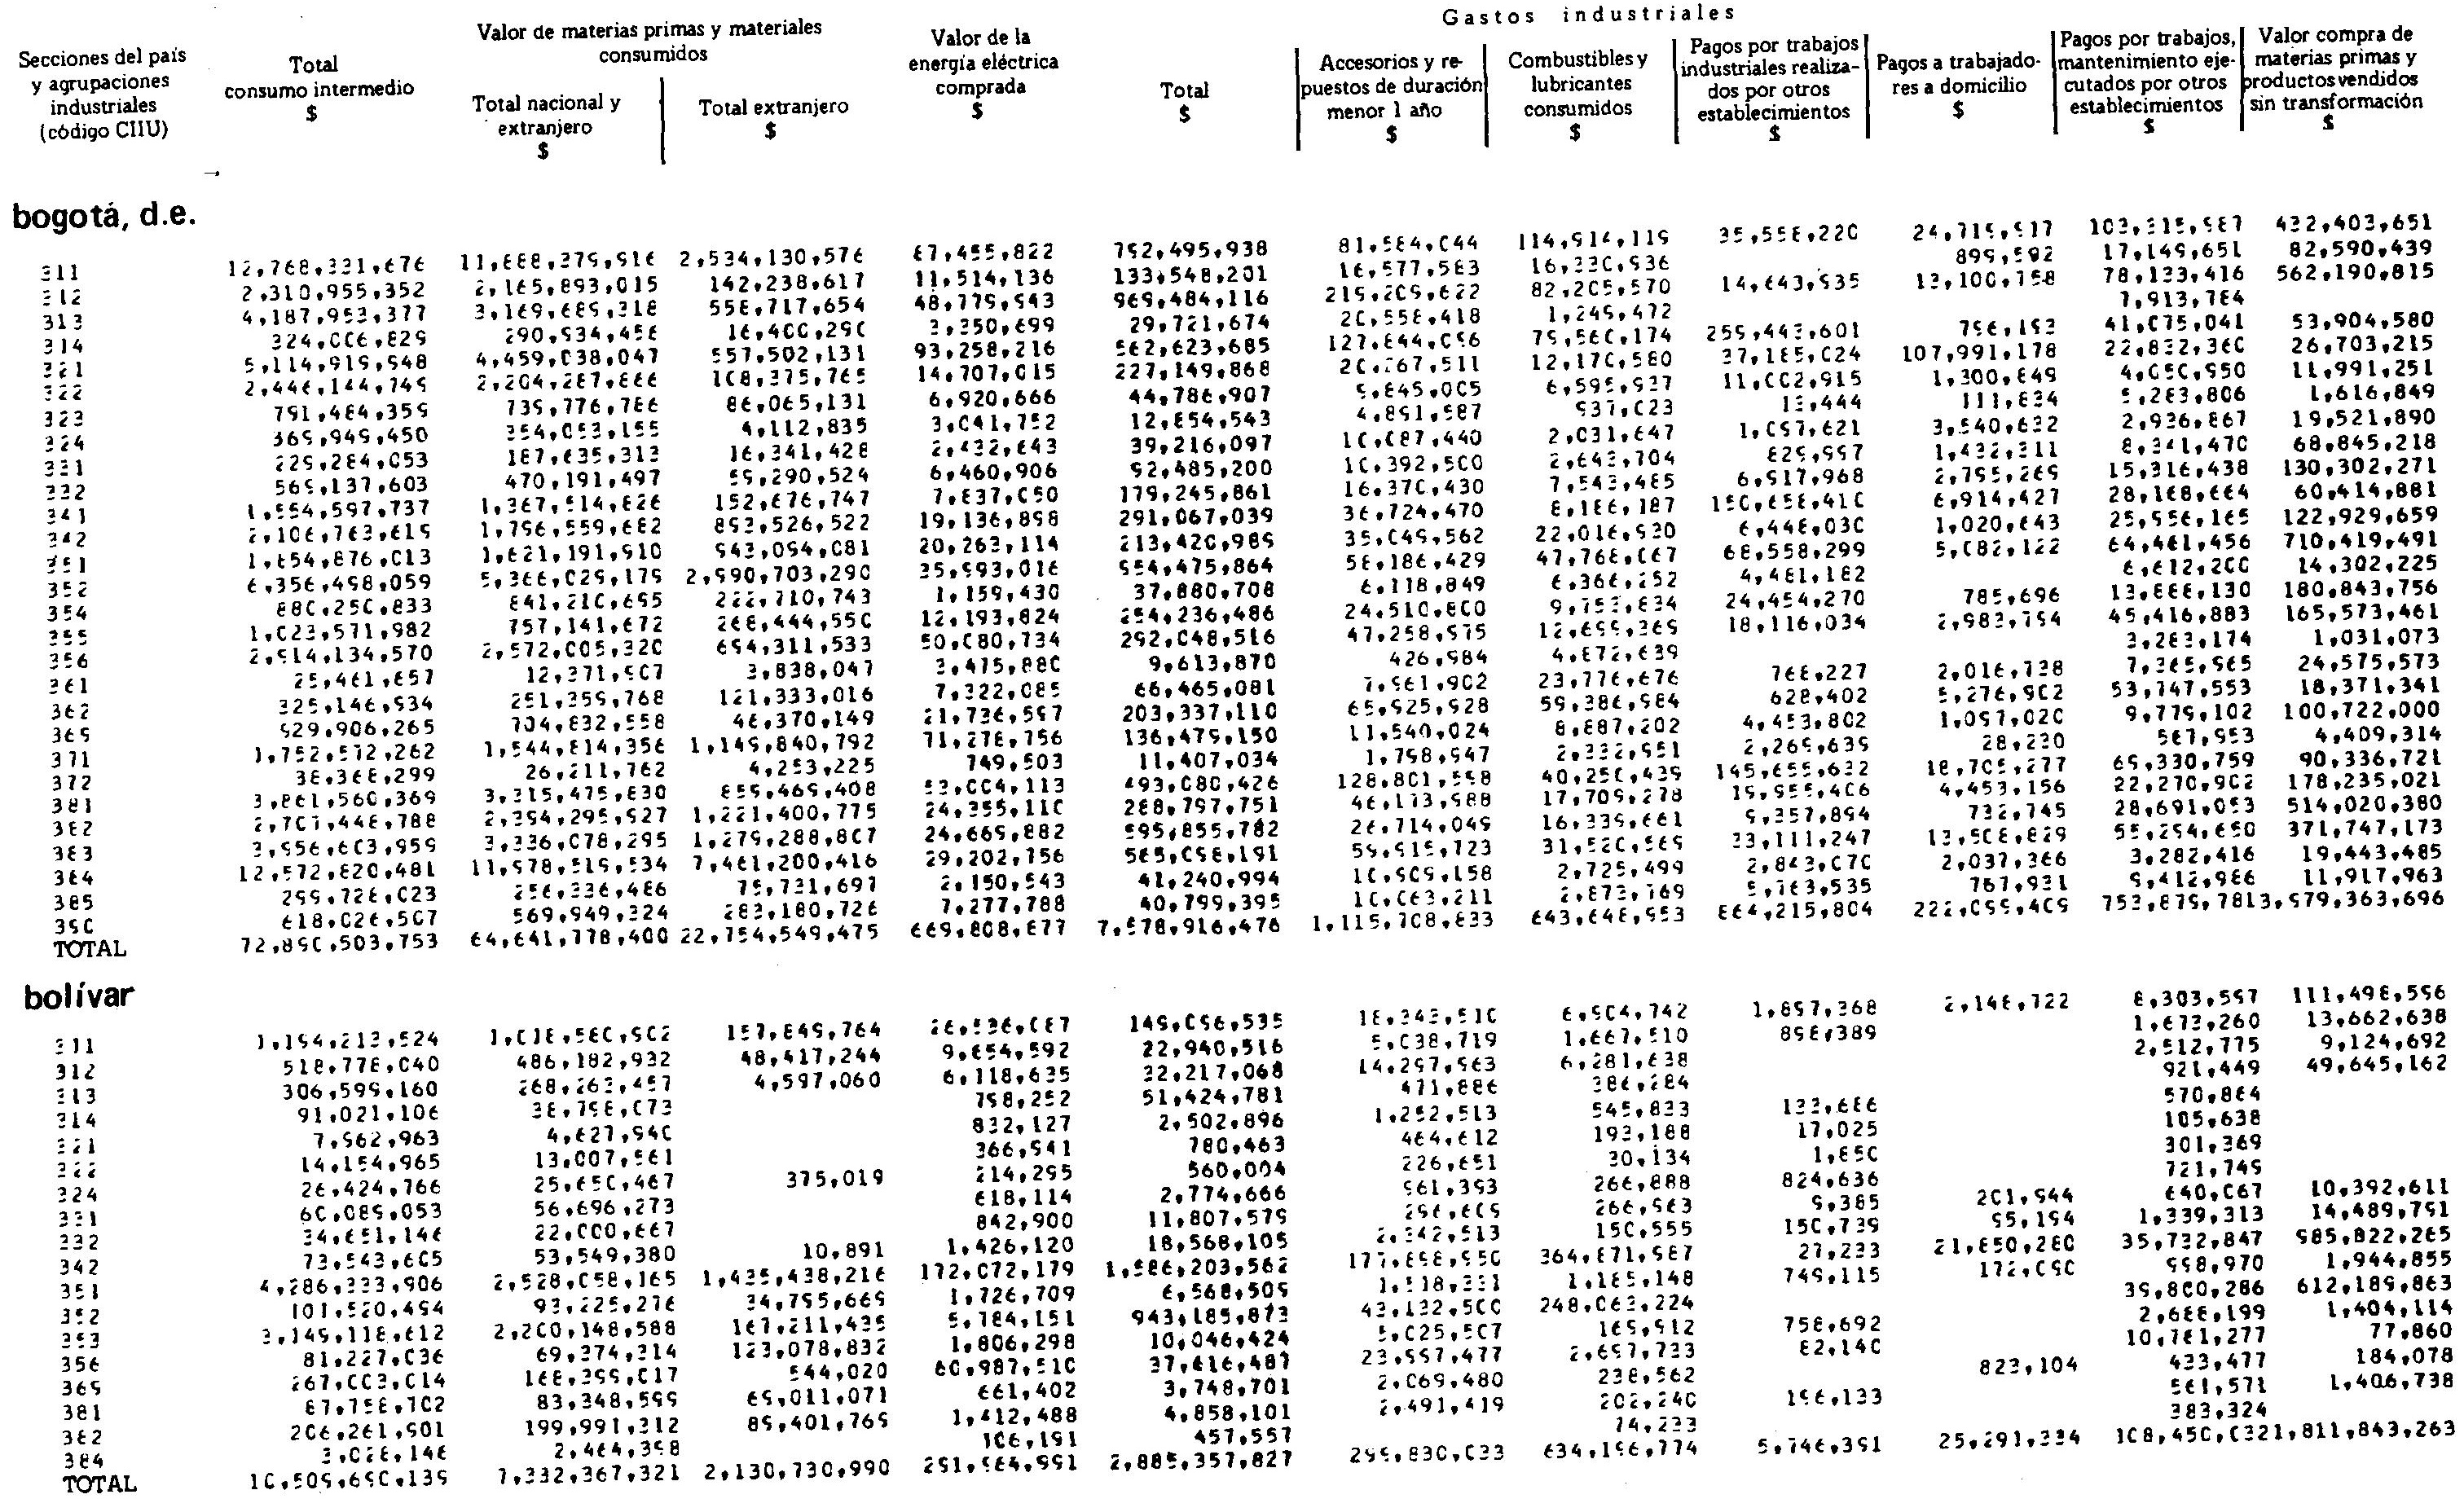 Gastos industriales
Secciones del país y agrupaciones industriales (código CIIU)
Total consumo intermedio $
Valor de materias primas y materiales consumidos
Total nacional y extranjero $
Total extranjero $
Valor de la energía eléctrica comprada $
Total $
Accesorios y repuestos de duración menor 1 año $
Combustibles y lubricantes consumidos $
Pagos por trabajos industriales realizados por otros establecimientos $
Pagos a trabajadores a domicilio $
Pagos por trabajos, mantenimiento ejecutados por otros establecimientos $
Valor compra de materias primas y productos vendidos sin transformación $
bogotá, d.e.
311 12,768,331,676 2,534,130,576 67,455,822 752,495,938 81,584,044 114,914,119 35,558,220 24,719,917 103,315,987 432,403,651
312 2,310,955,352 2,165,893,015 142,238,617 11,514,136 133,548,201 16,577,583 16,330,936 899,592 17,149,651 82,590,439
313 4,187,953,377 3,169,689,318 558,717,654 48,779,943 969,484,116 219,209,622 82,205,570 14,643,935 13,100,758 78,133,416 562,190,815
314 324,006,829 290,934,456 16,400,290 3,350,699 29,721,674 20,558,418 1,249,472 7,913,784
321 5,114,919,948 4,459,038,047 557,502,131 93,258,216 562,623,685 127,844,096 79,560,174 259,443,601 796,193 41,075,041 53,904,580
322 2,446,144,749 2,204,287,866 108,375,765 14,707,015 227,149,868 20,267,511 12,170,580 37,185,024 107,991,178 22,832,360 26,703,215
323 791,484,359 739,776,786 86,065,131 6,920,666 44,786,907 9,845,005 6,595,937 11,002,915 1,300,849 4,050,950 11,991,251
324 369,949,450 354,053,155 4,112,835 3,041,752 12,854,543 4,891,587 937,023 13,444 111,834 5,283,806 1,616,849
331 229,284,053 187,635,313 16,341,428 2,432,643 39,216,097 10,087,440 2,031,647 1,097,621 3,540,632 2,936,867 19,521,890
332 569,137,603 470,191,497 59,290,524 6,460,906 92,485,200 10,392,500 2,643,704 829,997 1,432,311 8,341,470 68,845,218
341 1,554,597,737 1,367,514,826 152,676,747 7,837,050 179,245,861 16,370,430 7,543,485 6,917,968 2,795,269 15,316,438 130,302,271
342 2,106,763,619 1,796,559,682 893,526,522 19,136,898 291,067,039 36,724,470 8,186,187 150,658,410 6,914,427 28,168,664 60,414,881
351 1,854,876,013 1,621,191,910 943,054,081 20,263,114 213,420,989 35,049,562 22,016,930 6,448,030 1,020,643 25,956,165 122,929,659
352 6,356,498,059 5,366,029,179 2,990,703,290 35,993,016 954,475,864 58,186,429 47,768,067 68,558,299 5,082,122 64,461,456 710,419,491
354 880,250,833 841,210,695 222,710,743 1,159,430 37,880,708 6,118,849 6,366,252 4,481,182 6,612,200 14,302,225
355 1,023,571,982 757,141,672 268,444,550 12,193,824 254,236,486 24,510,800 9,753,834 24,454,270 785,696 13,888,130 180,843,756
356 2,914,134,570 2,572,005,320 694,311,533 50,080,734 292,048,516 47,258,975 12,699,369 18,116,034 2,983,794 45,416,883 165,573,461
361 25,461,657 12,371,907 3,838,047 3,475,880 9,613,870 426,984 4,872,639 3,283,174 1,031,073
362 325,146,934 251,359,768 121,333,016 7,322,085 66,465,081 7,961,902 23,776,676 768,227 2,016,738 7,365,965 24,575,573
369 929,906,265 704,832,558 46,370,149 21,736,597 203,337,110 65,925,928 59,386,984 628,402 5,276,902 53,747,553 18,371,341
371 1,752,572,262 1,544,814,356 1,149,840,792 71,278,756 136,479,150 11,540,024 8,887,202 4,453,802 1,097,020 9,779,102 100,722,000
372 38,368,299 26,211,762 4,253,225 749,503 11,407,034 1,798,947 2,332,951 2,269,639 28,230 567,953 4,409,314
381 3,861,560,369 3,315,475,830 859,469,408 53,004,113 493,080,426 128,801,598 40,250,439 145,655,632 18,705,277 69,330,759 90,336,721
382 2,707,448,788 2,394,295,927 1,221,400,775 24,355,110 288,797,751 46,173,988 17,709,278 19,955,406 4,453,156 22,270,902 178,235,021
383 3,956,603,959 3,336,078,295 1,279,288,807 24,669,882 595,855,782 26,714,049 16,339,661 9,357,894 732,745 28,691,053 514,020,380
384 12,572,820,481 11,978,519,534 7,461,200,416 29,202,756 565,098,191 59,915,723 31,520,569 33,111,247 13,508,829 55,294,650 371,747,173
385 299,728,023 256,336,486 79,731,697 2,150,543 41,240,994 10,909,158 2,725,499 2,843,070 2,037,366 3,282,416 19,443,485
390 618,026,507 569,949,324 283,180,726 7,277,788 40,799,395 10,063,211 2,873,769 5,763,535 767,931 9,412,986 11,917,963
TOTAL 72,890,503,753 64,641,778,400 22,754,549,475 669,808,877 7,578,916,476 1,115,708,833 643,648,953 864,215,804 222,099,409 753,879,781 3,979,363,696
bolívar
311 1,194,213,524 1,018,580,902 157,849,764 26,536,087 149,096,535 18,343,510 6,904,742 1,897,368 2,148,722 8,303,597 111,498,596
312 518,778,040 486,182,932 48,417,244 9,654,592 22,940,516 5,038,719 1,667,510 898,389 1,673,260 13,662,638
313 306,599,160 268,263,457 4,597,060 6,118,635 32,217,068 14,297,963 6,281,638 2,512,775 9,124,692
314 91,021,106 38,798,073 798,252 51,424,781 471,886 386,284 921,449 49,645,162
321 7,962,963 4,627,940 832,127 2,502,896 1,252,513 545,833 133,686 570,864
322 14,154,965 13,007,561 366,941 780,463 464,612 193,188 17,025 105,638
324 26,424,766 25,650,467 375,019 214,295 560,004 226,651 30,134 1,850 301,369
331 60,089,053 56,696,273 618,114 2,774,666 961,393 266,888 824,636 721,749
332 34,651,146 22,000,667 842,900 11,807,579 296,605 266,963 9,385 201,944 640,067 10,392,611
342 73,543,605 53,549,380 10,891 1,426,120 18,568,105 2,342,513 150,555 150,739 95,194 1,339,313 14,489,791
351 4,286,333,906 2,528,058,165 1,435,438,216 172,072,179 1,586,203,562 177,698,950 364,671,987 27,233 21,850,280 35,732,847 985,822,265
352 101,520,494 93,225,276 34,795,669 1,726,709 6,568,509 1,518,331 1,185,148 749,115 172,090 998,970 1,944,855
353 3,149,118,612 2,200,148,588 167,211,435 5,784,151 943,185,873 43,132,500 248,063,224 39,800,286 612,189,863
356 81,227,036 69,374,314 123,078,832 1,806,298 10,046,424 5,025,507 169,912 758,692 2,688,199 1,404,114
369 267,003,014 168,399,017 544,020 60,987,510 37,616,487 23,997,477 2,697,733 82,140 10,761,277 77,860
381 87,758,702 83,348,599 69,011,071 661,402 3,748,701 2,069,480 238,562 823,104 433,477 184,078
382 206,261,901 199,991,312 89,401,769 1,412,488 4,858,101 2,491,419 202,240 196,133 561,571 1,406,738
384 3,028,146 2,464,398 106,191 457,557 74,233 383,324
TOTAL 10,509,690,139 7,332,367,321 2,130,730,990 291,964,991 2,885,357,827 299,830,033 634,196,774 5,746,391 25,291,334 108,450,032 1,811,843,263